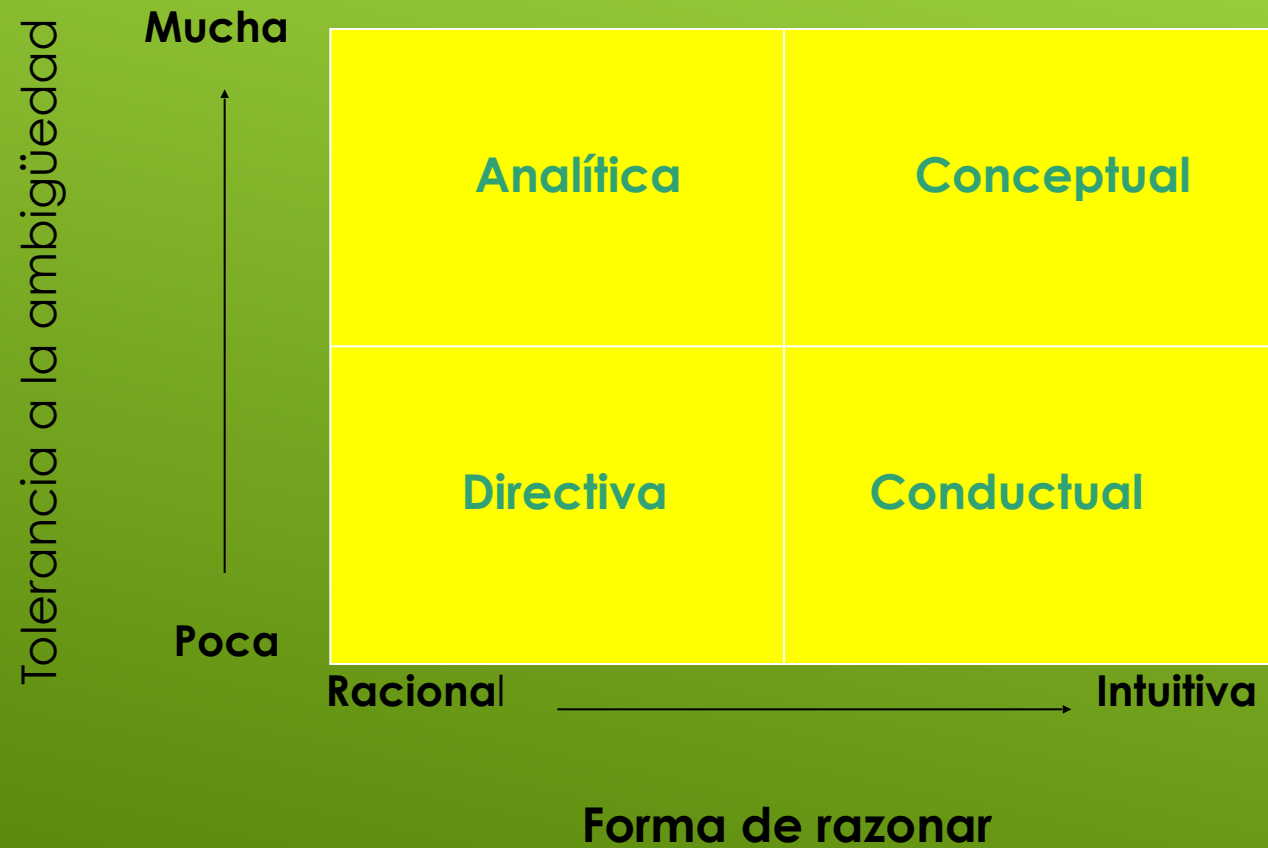 Tolerancia a la ambigüedad
Mucha
Analítica
Conceptual
Directiva
Conductual
Poca
Racional
Intuitiva
Forma de razonar